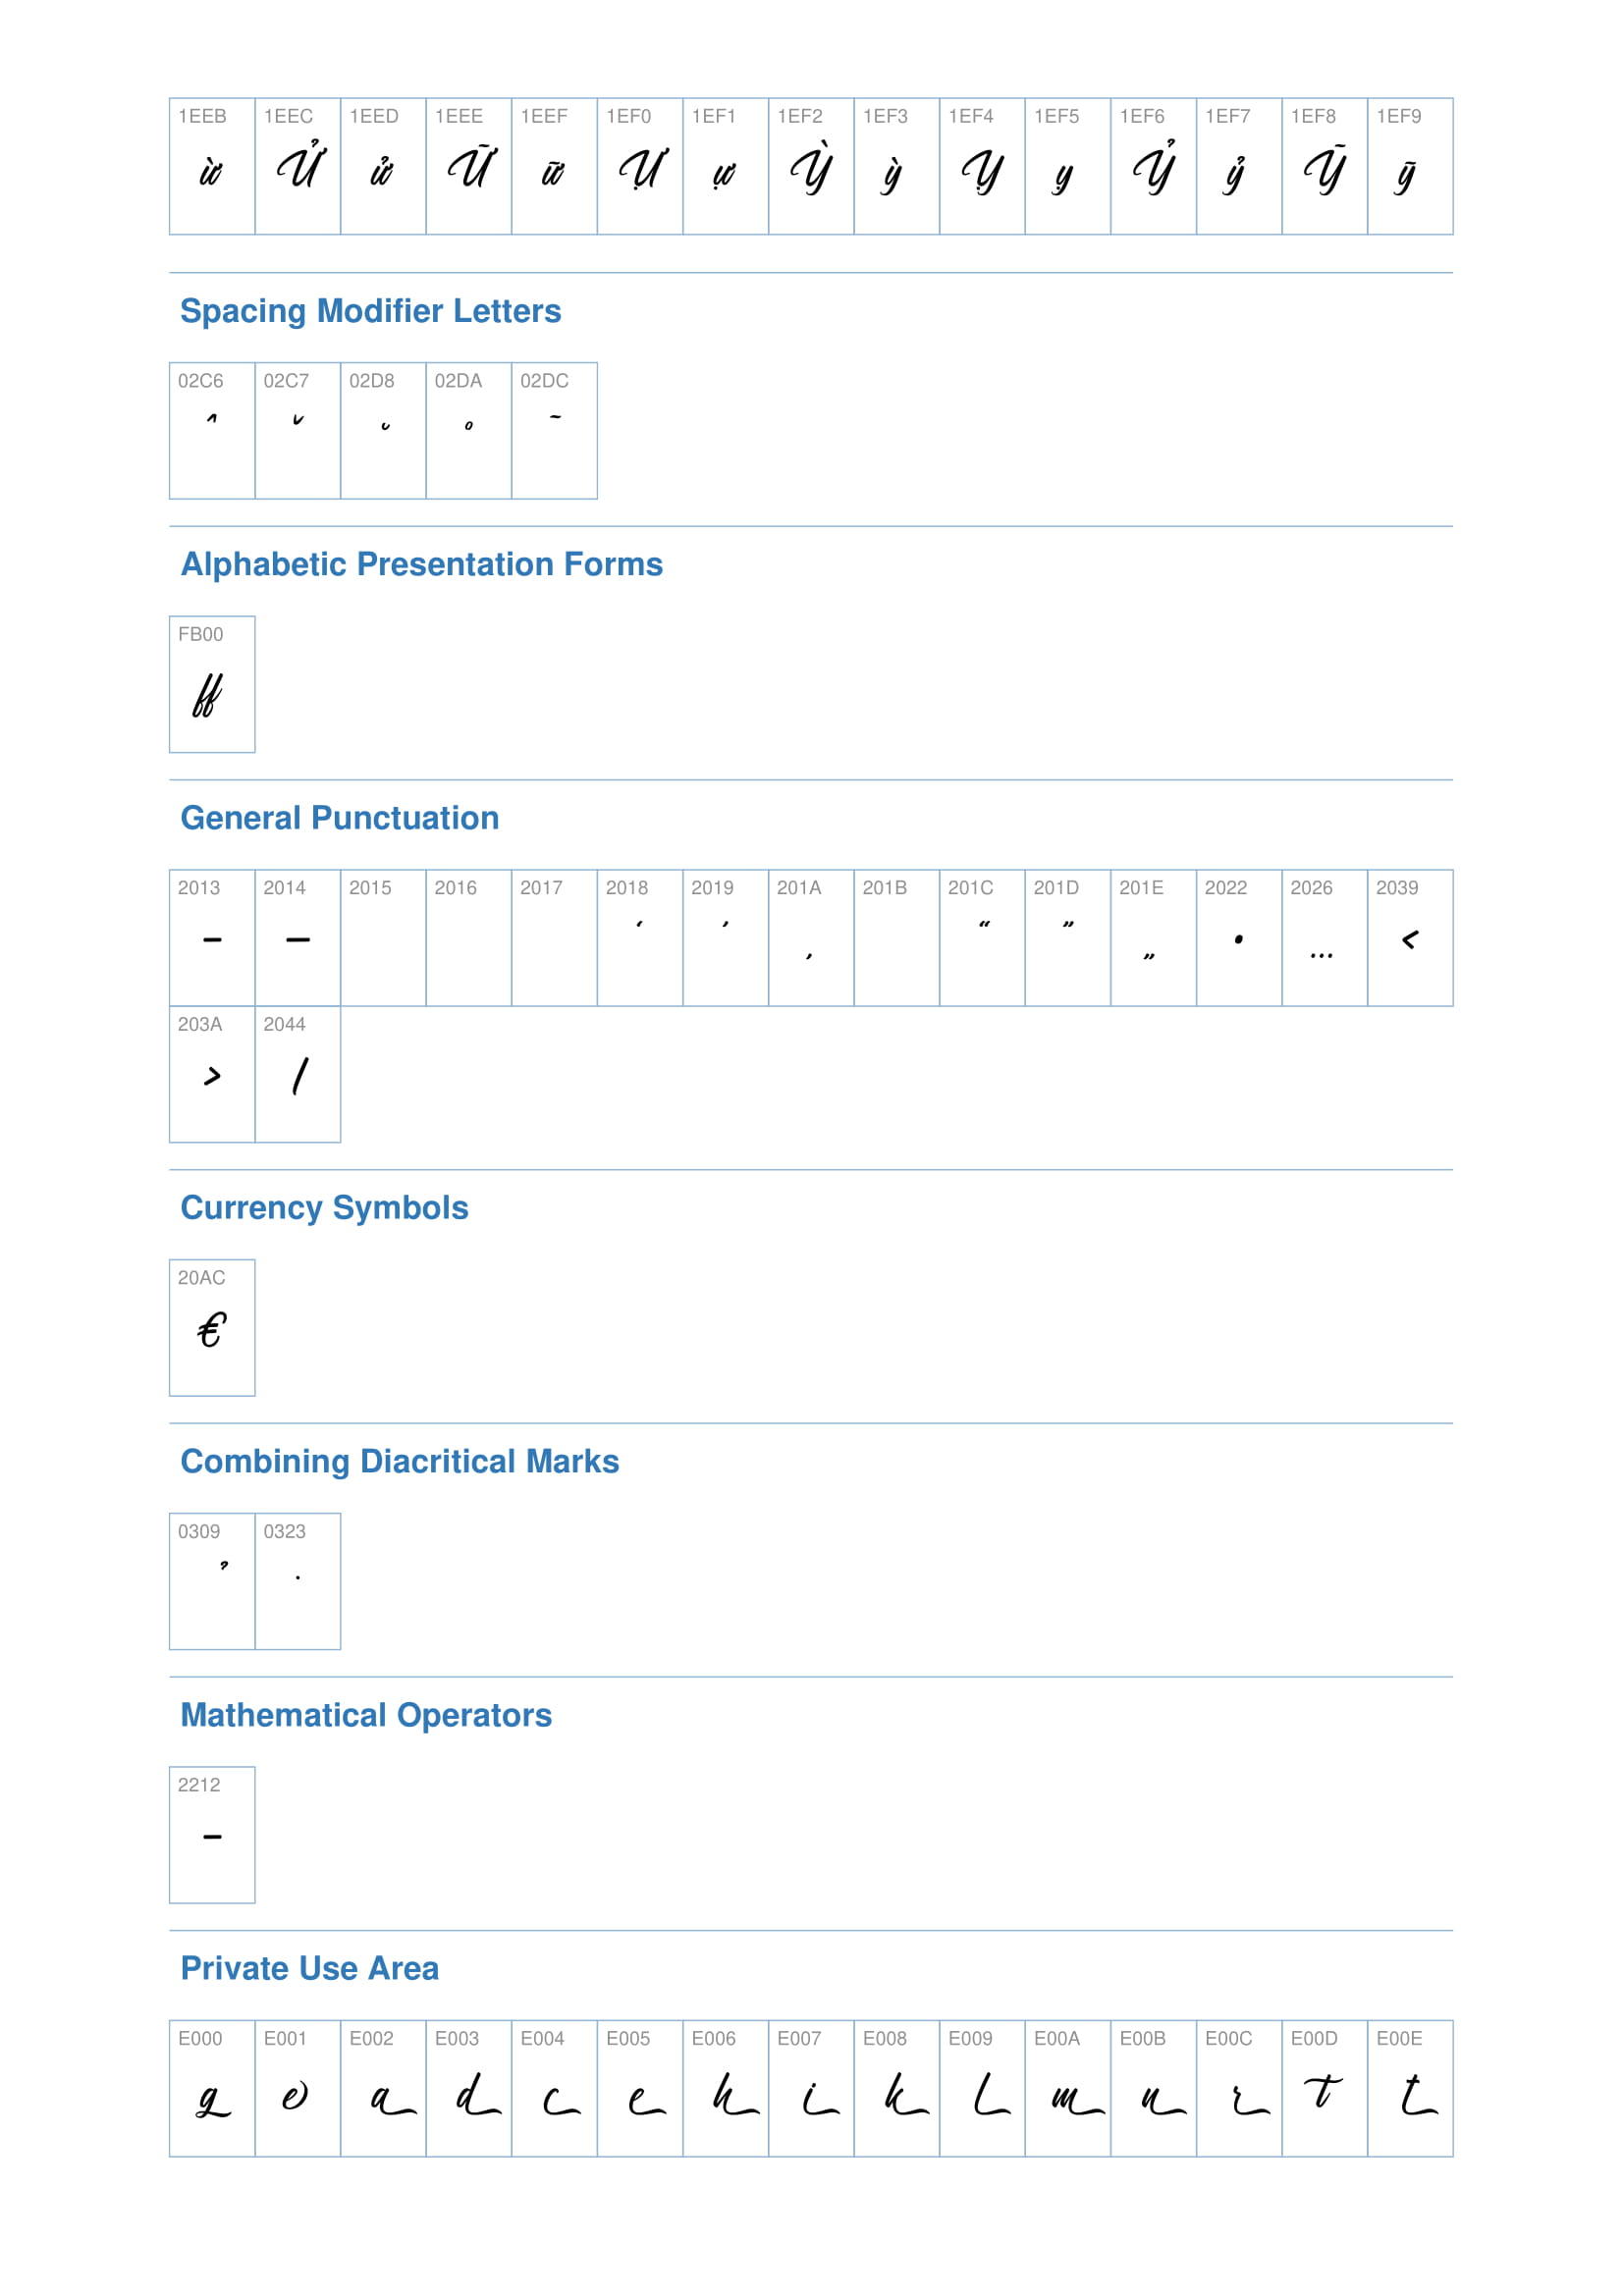 1EEB 1EEC 1EED 1EEE 1EEF 1EF0 1EF1 1EF2 1EF3 1EF4 1EF5 1EF6 1EF7 1EF8 1EF9
ừ Ử ử Ữ ữ Ự ự Ỳ ỳ Ỵ ỵ Ỷ ỷ Ỹ ỹ
Spacing Modifier Letters
02C6 02C7 02D8 02DA 02DC
ˆ ˇ ˘ ˚ ˜
Alphabetic Presentation Forms
FB00
ff
General Punctuation
2013 2014 2015 2016 2017 2018 2019 201A 201B 201C 201D 201E 2022 2026 2039
– — ‘ ’ ‚ “ ” „ • … ‹
203A 2044
› ⁄
Currency Symbols
20AC
€
Combining Diacritical Marks
0309 0323
̉ ̣
Mathematical Operators
2212
−
Private Use Area
E000 E001 E002 E003 E004 E005 E006 E007 E008 E009 E00A E00B E00C E00D E00E
g o a d c e h i k l m n r t t